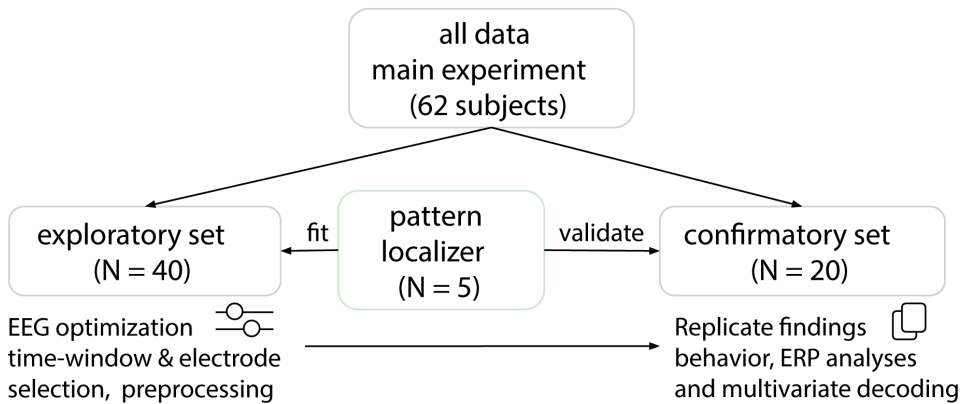 all data
main experiment
(62 subjects)
exploratory set
(N = 40)
fit
pattern
localizer
(N = 5)
validate
confirmatory set
(N = 20)
EEG optimization
time-window & electrode
selection, preprocessing
Replicate findings
behavior, ERP analyses
and multivariate decoding